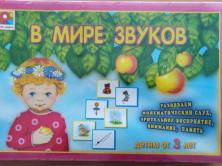 В МИРЕ ЗВУКОВ
РАЗВИВАЕМ
ФОНЕМАТИЧЕСКИЙ СЛУХ,
ЗРИТЕЛЬНОЕ ВОСПРИЯТИЕ,
ВНИМАНИЕ, ПАМЯТЬ
ДЕТЯМ ОТ 3 ЛЕТ